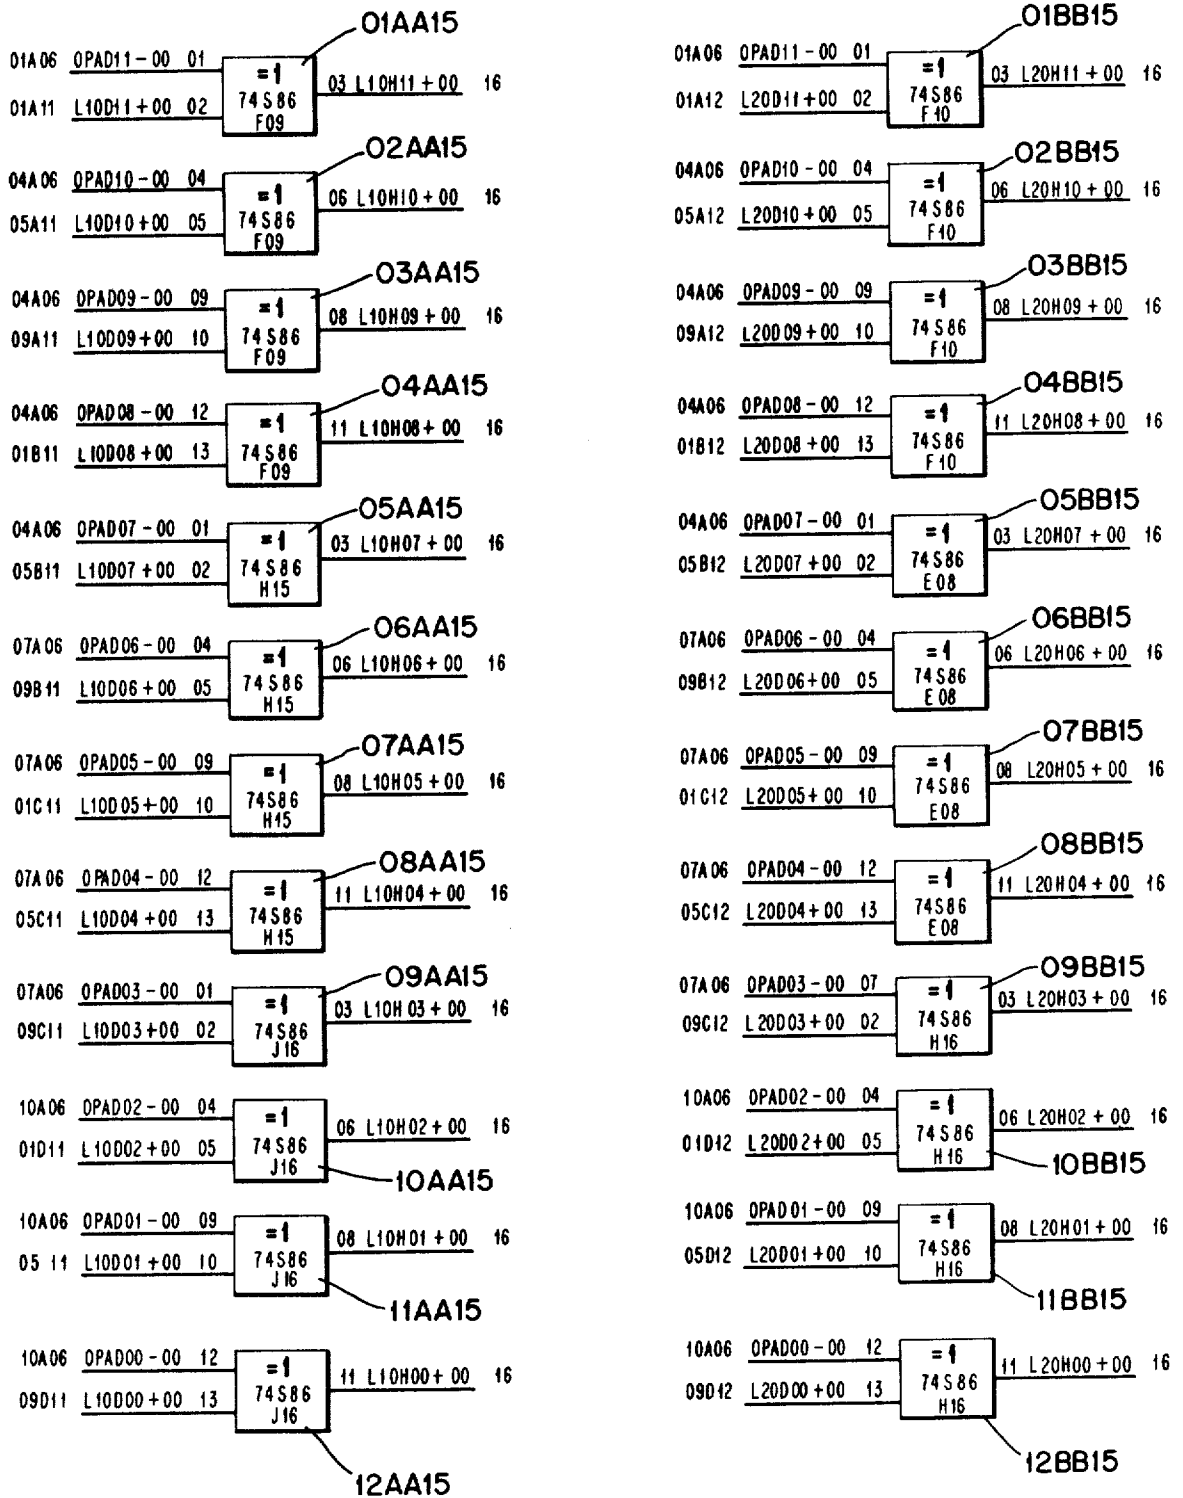 01AA15
01A06 OPAD11-00 01
=1
03 L10H11+00 16
01A11 L10D11+00 02
74S86
F09
02AA15
04A06 OPAD10-00 04
=1
06 L10H10+00 16
05A11 L10D10+00 05
74S86
F09
03AA15
04A06 OPAD09-00 09
=1
08 L10H09+00 16
09A11 L10D09+00 10
74S86
F09
04AA15
04A06 OPAD08-00 12
=1
11 L10H08+00 16
01B11 L10D08+00 13
74S86
F09
05AA15
04A06 OPAD07-00 01
=1
03 L10H07+00 16
05B11 L10D07+00 02
74S86
H15
06AA15
07A06 OPAD06-00 04
=1
06 L10H06+00 16
09B11 L10D06+00 05
74S86
H15
07AA15
07A06 OPAD05-00 09
=1
08 L10H05+00 16
01C11 L10D05+00 10
74S86
H15
08AA15
07A06 OPAD04-00 12
=1
11 L10H04+00 16
05C11 L10D04+00 13
74S86
H15
09AA15
07A06 OPAD03-00 01
=1
03 L10H03+00 16
09C11 L10D03+00 02
74S86
J16
10A06 OPAD02-00 04
=1
06 L10H02+00 16
01D11 L10D02+00 05
74S86
J16
10AA15
10A06 OPAD01-00 09
=1
08 L10H01+00 16
05 11 L10D01+00 10
74S86
J16
11AA15
10A06 OPAD00-00 12
=1
11 L10H00+00 16
09D11 L10D00+00 13
74S86
J16
12AA15
01BB15
01A06 OPAD11-00 01
=1
03 L20H11+00 16
01A12 L20D11+00 02
74S86
F10
02BB15
04A06 OPAD10-00 04
=1
06 L20H10+00 16
05A12 L20D10+00 05
74S86
F10
03BB15
04A06 OPAD09-00 09
=1
08 L20H09+00 16
09A12 L20D09+00 10
74S86
F10
04BB15
04A06 OPAD08-00 12
=1
11 L20H08+00 16
01B12 L20D08+00 13
74S86
F10
05BB15
04A06 OPAD07-00 01
=1
03 L20H07+00 16
05B12 L20D07+00 02
74S86
E08
06BB15
07A06 OPAD06-00 04
=1
06 L20H06+00 16
09B12 L20D06+00 05
74S86
E08
07BB15
07A06 OPAD05-00 09
=1
08 L20H05+00 16
01C12 L20D05+00 10
74S86
E08
08BB15
07A06 OPAD04-00 12
=1
11 L20H04+00 16
05C12 L20D04+00 13
74S86
E08
09BB15
07A06 OPAD03-00 07
=1
03 L20H03+00 16
09C12 L20D03+00 02
74S86
H16
10A06 OPAD02-00 04
=1
06 L20H02+00 16
01D12 L20D02+00 05
74S86
H16
10BB15
10A06 OPAD01-00 09
=1
08 L20H01+00 16
05D12 L20D01+00 10
74S86
H16
11BB15
10A06 OPAD00-00 12
=1
11 L20H00+00 16
09D12 L20D00+00 13
74S86
H16
12BB15